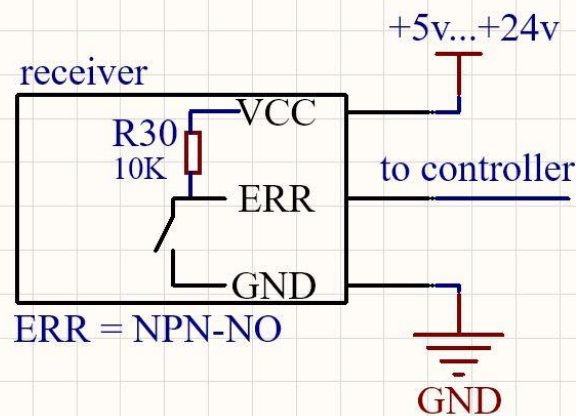 +5v...+24v
receiver
VCC
R30
10K
to controller
ERR
GND
ERR = NPN-NO
GND